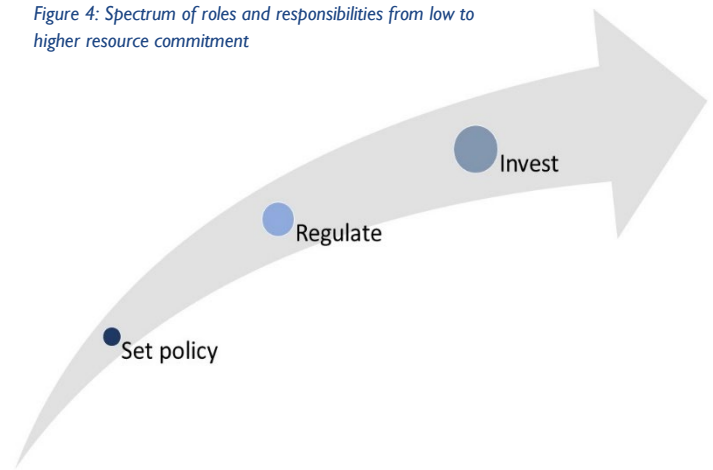 Figure 4: Spectrum of roles and responsibilities from low to
higher resource commitment
Invest
Regulate
Set policy